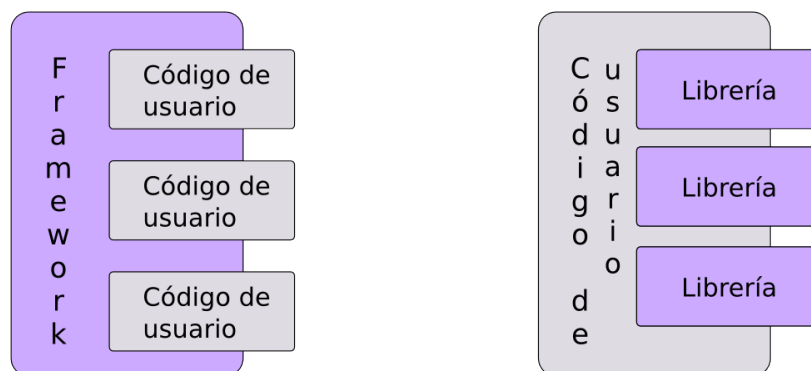 Framework
Código de
usuario
Código de
usuario
Código de
usuario
Código de
usuario
Librería
Librería
Librería